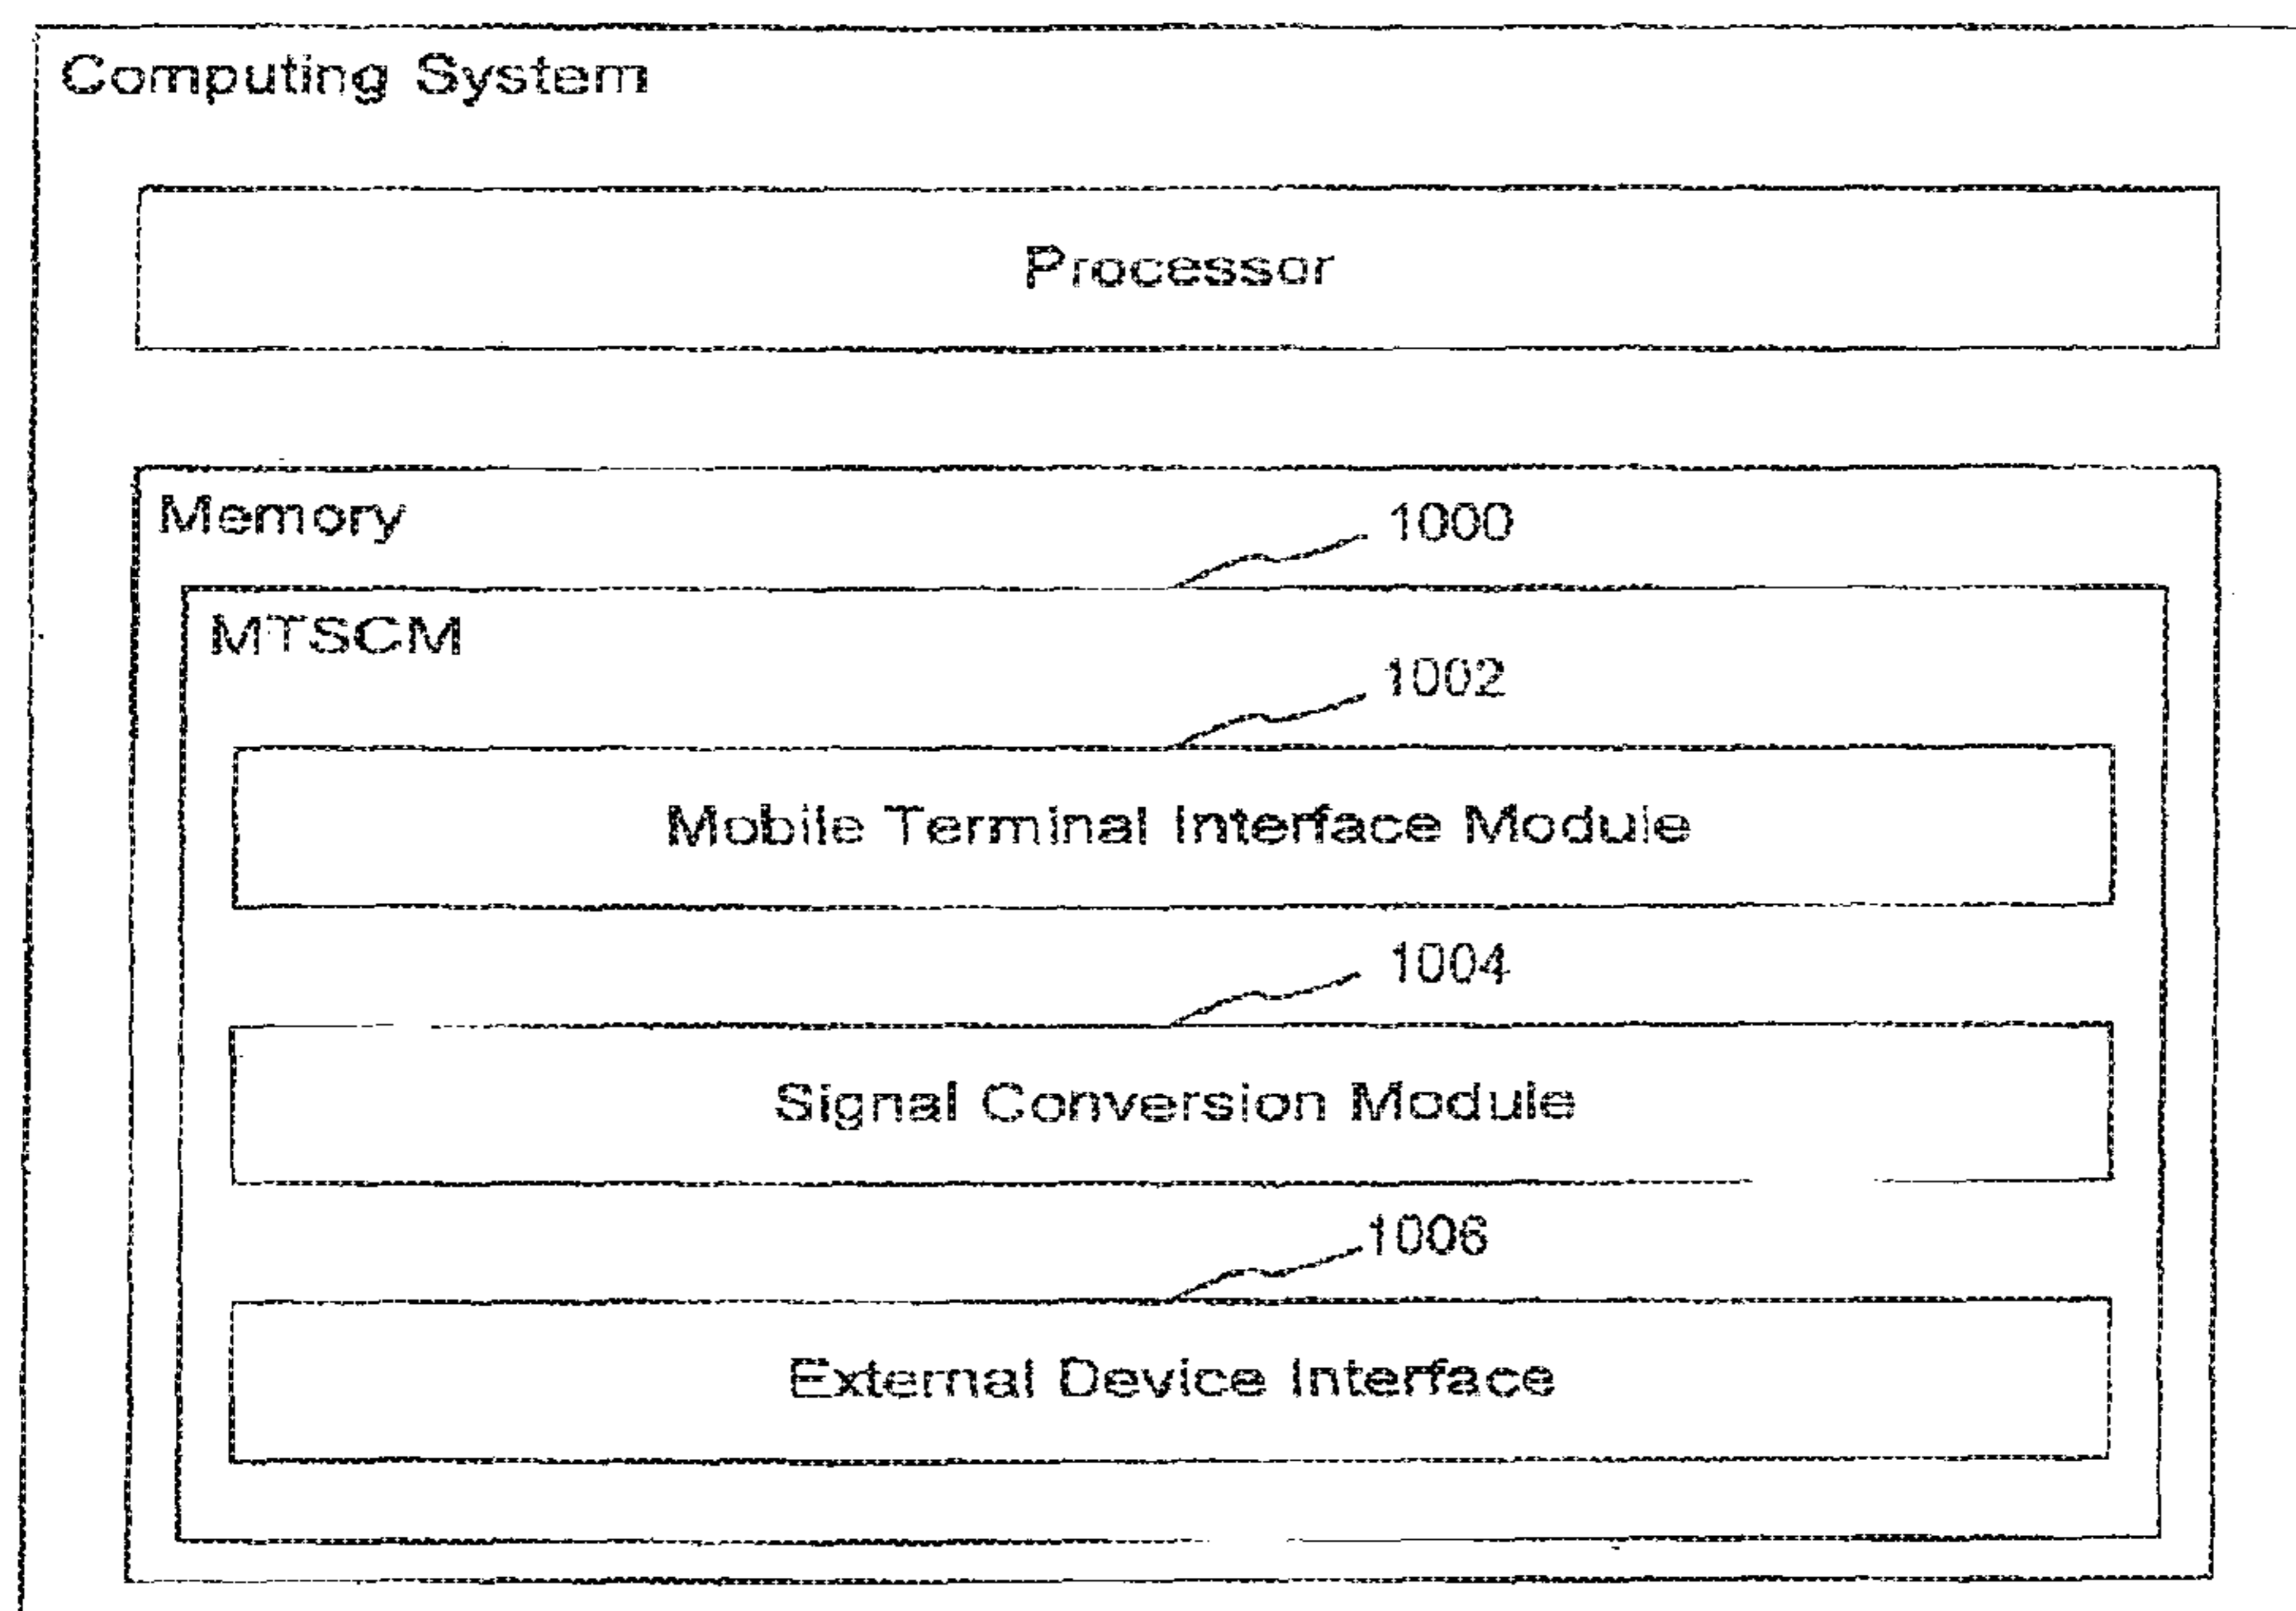 Computing System
Processor
Memory
1000
MTSCM
1002
Mobile Terminal Interface Module
1004
Signal Conversion Module
1006
External Device Interface